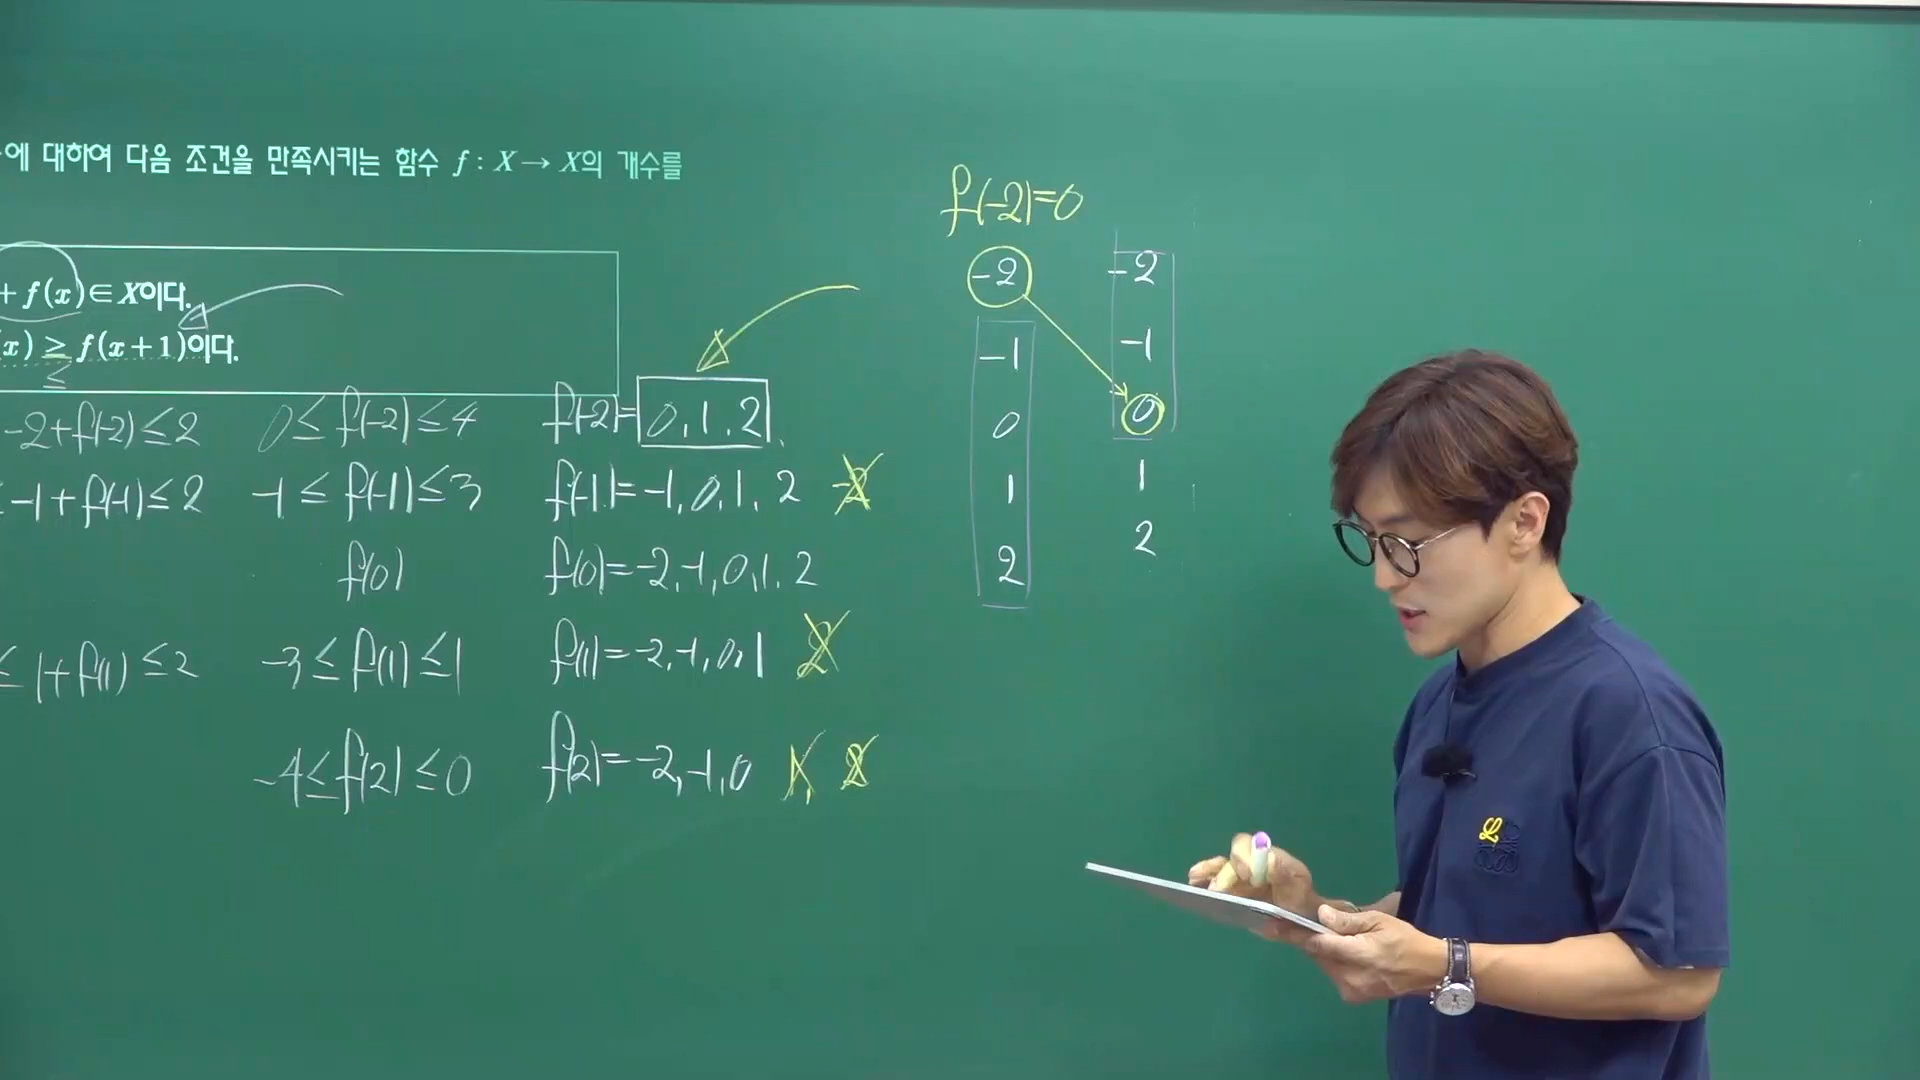 에 대하여 다음 조건을 만족시키는 함수 f : X → X의 개수를
+ f(x) ∈ X이다.
(x) ≥ f(x+1)이다.
≤
-2+f(-2) ≤ 2 0 ≤ f(-2) ≤ 4 f(-2)= 0, 1, 2
-1+f(-1) ≤ 2 -1 ≤ f(-1) ≤ 3 f(-1)= -1, 0, 1, 2 -2
f(0) f(0)= -2, -1, 0, 1, 2
≤ 1+f(1) ≤ 2 -3 ≤ f(1) ≤ 1 f(1)= -2, -1, 0, 1 2
-4 ≤ f(2) ≤ 0 f(2)= -2, -1, 0 1, 2
f(-2)=0
-2 -2
-1 -1
0 0
1 1
2 2
L